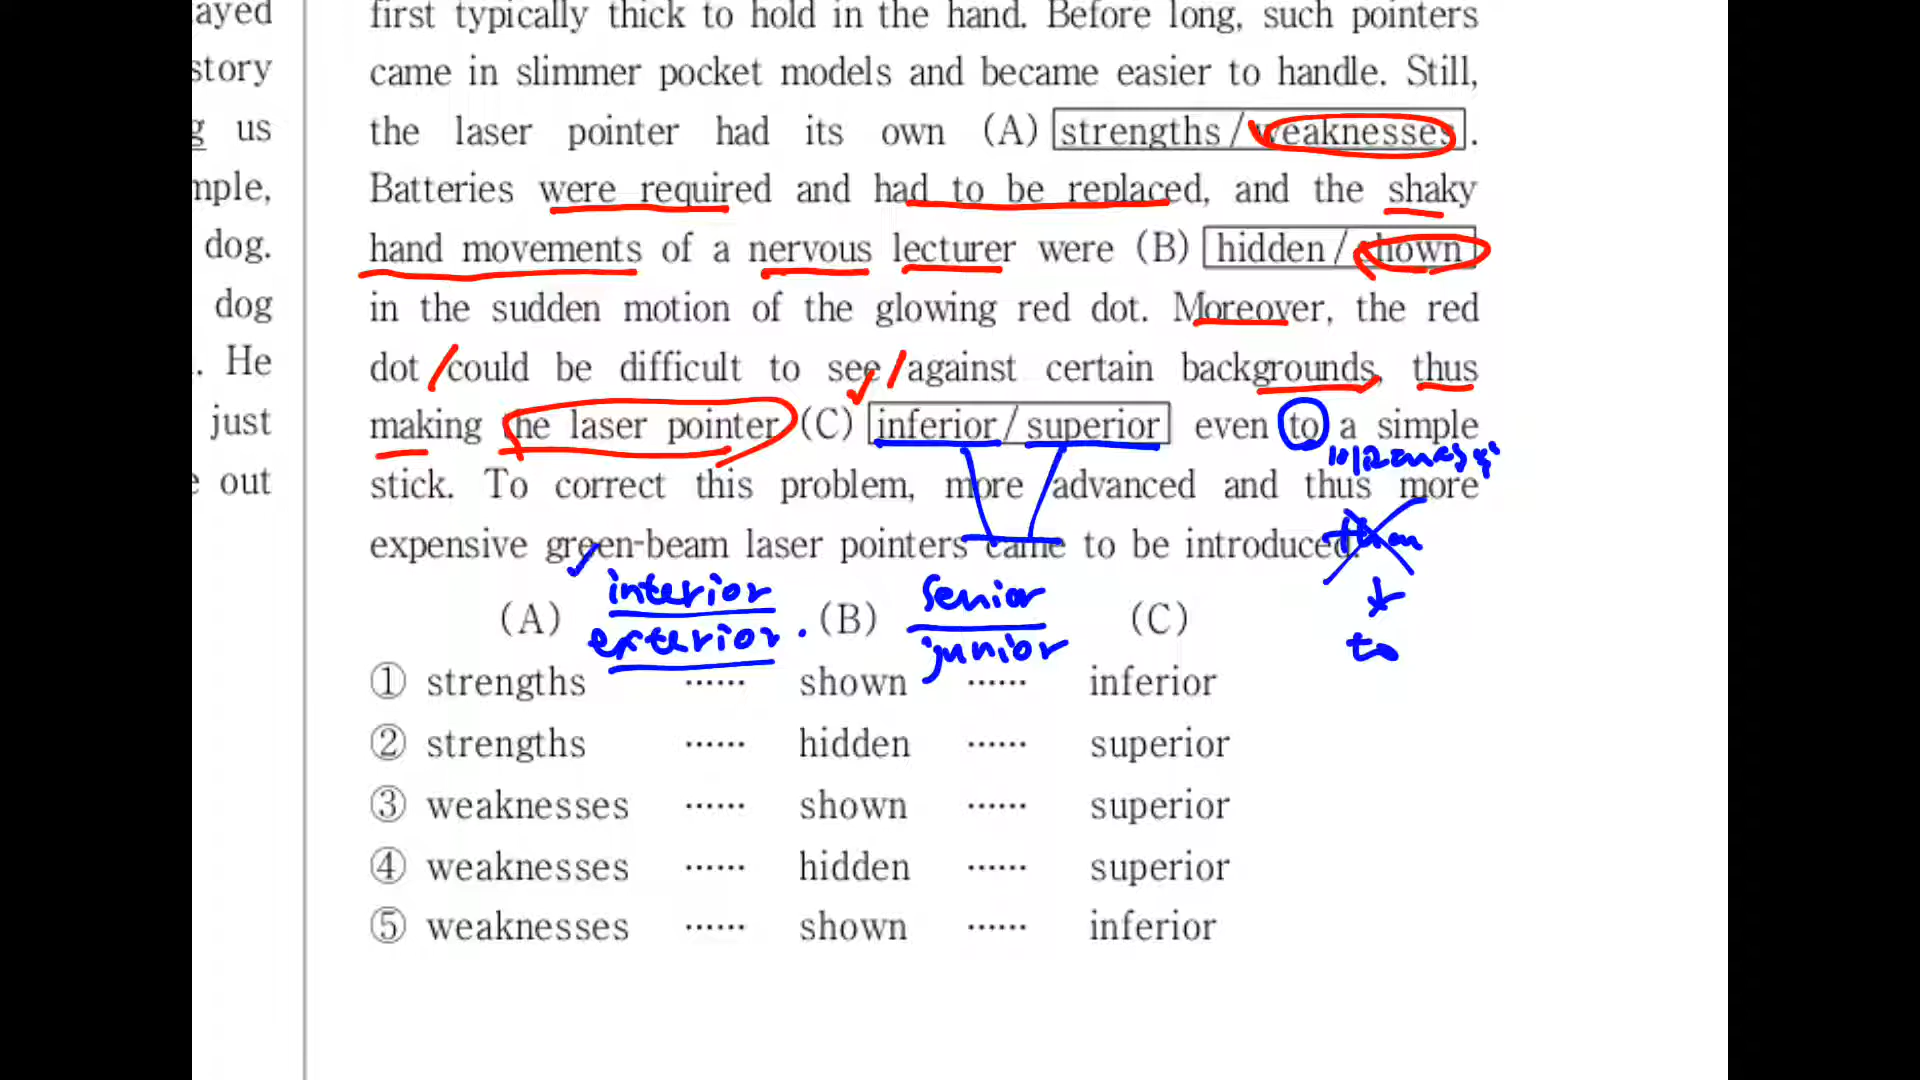 ayed
story
g us
mple,
dog.
dog
. He
just
e out
first typically thick to hold in the hand. Before long, such pointers
came in slimmer pocket models and became easier to handle. Still,
the laser pointer had its own (A) strengths / weaknesses .
Batteries were required and had to be replaced, and the shaky
hand movements of a nervous lecturer were (B) hidden / shown
in the sudden motion of the glowing red dot. Moreover, the red
dot could be difficult to see against certain backgrounds, thus
making the laser pointer (C) inferior / superior even to a simple
stick. To correct this problem, more advanced and thus more
expensive green-beam laser pointers came to be introduced.
than
to
interior
exterior
senior
junior
(A) (B) (C)
① strengths ...... shown ...... inferior
② strengths ...... hidden ...... superior
③ weaknesses ...... shown ...... superior
④ weaknesses ...... hidden ...... superior
⑤ weaknesses ...... shown ...... inferior